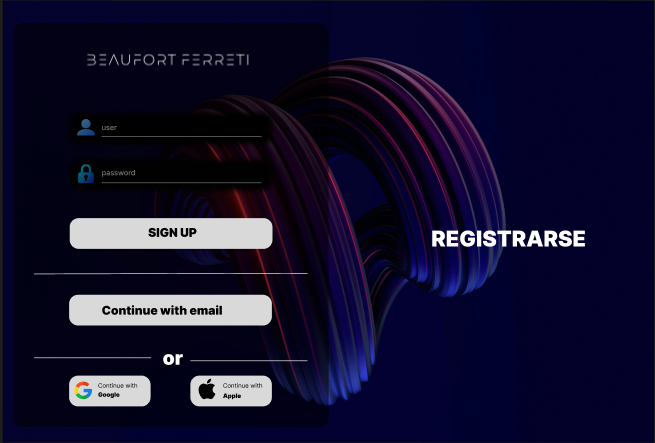 BEAUFORT FERRETI
user
password
SIGN UP
REGISTRARSE
Continue with email
or
Continue with
Google
Continue with
Apple